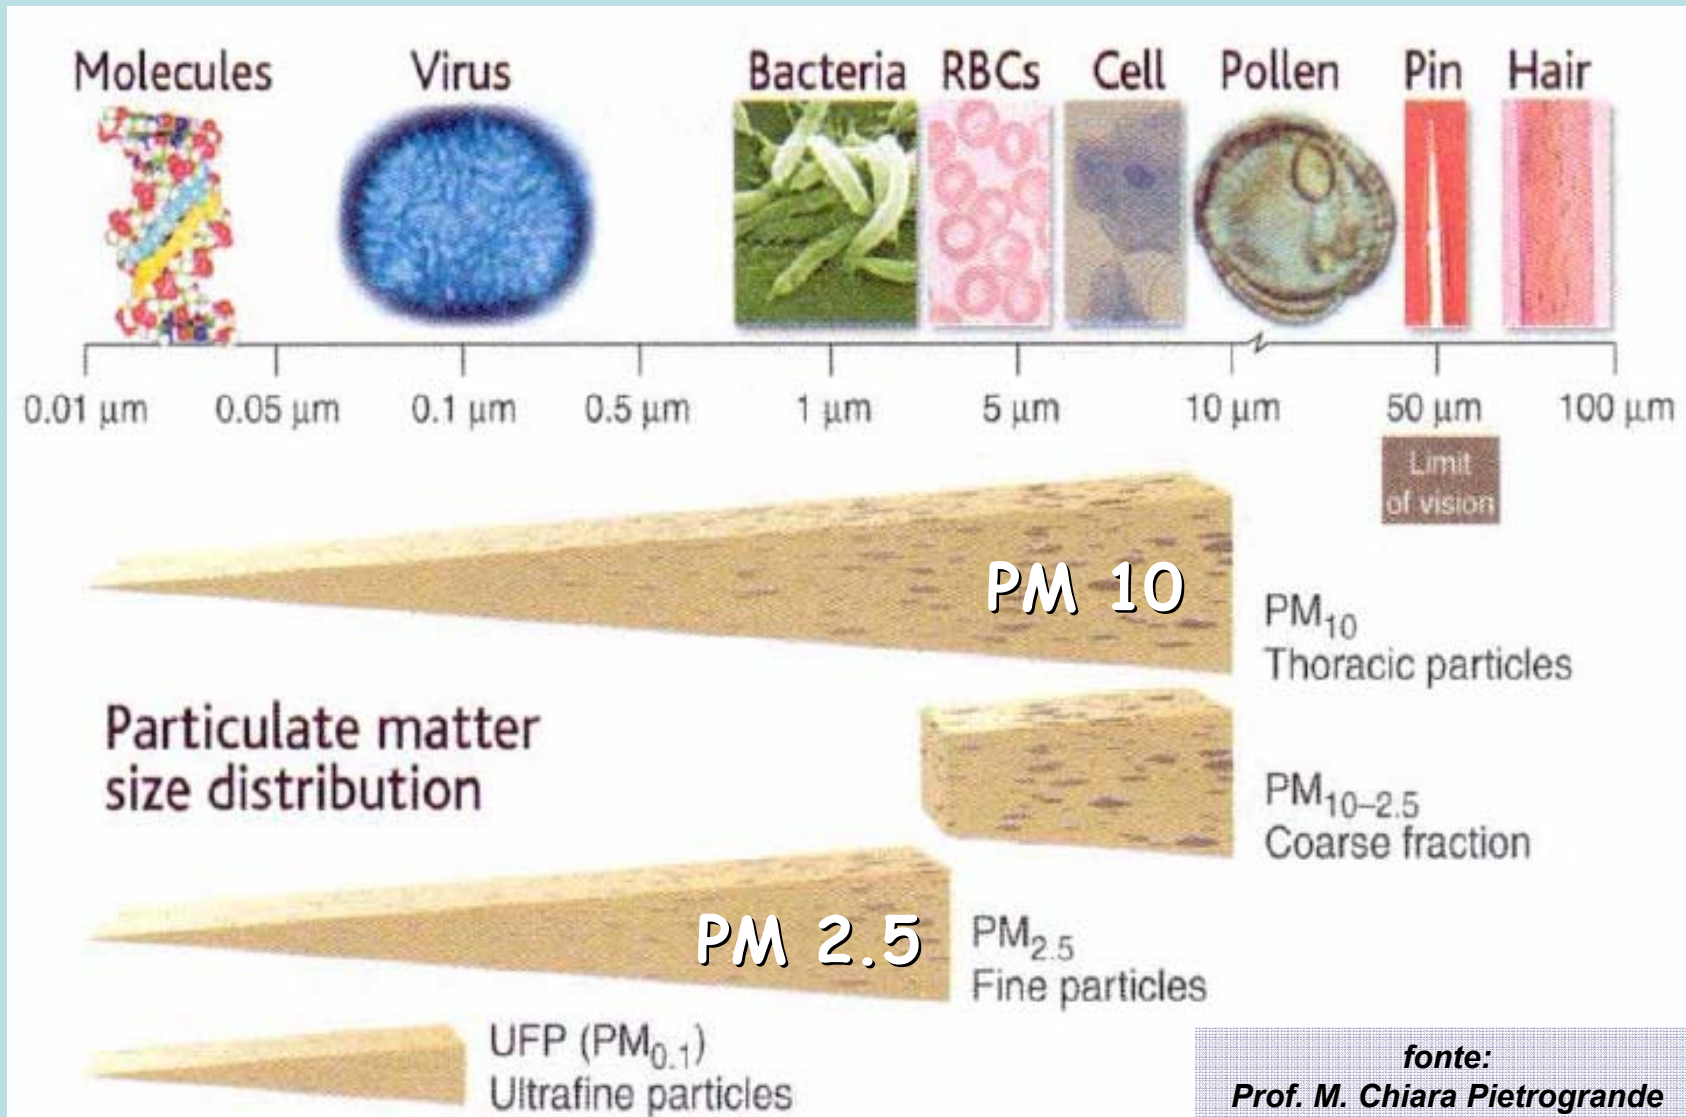 Molecules Virus Bacteria RBCs Cell Pollen Pin Hair
0.01 µm 0.05 µm 0.1 µm 0.5 µm 1 µm 5 µm 10 µm 50 µm 100 µm
Limit
of vision
PM 10
PM₁₀
Thoracic particles
Particulate matter
size distribution
PM₁₀₋₂.₅
Coarse fraction
PM 2.5
PM₂.₅
Fine particles
UFP (PM₀.₁)
Ultrafine particles
fonte:
Prof. M. Chiara Pietrogrande